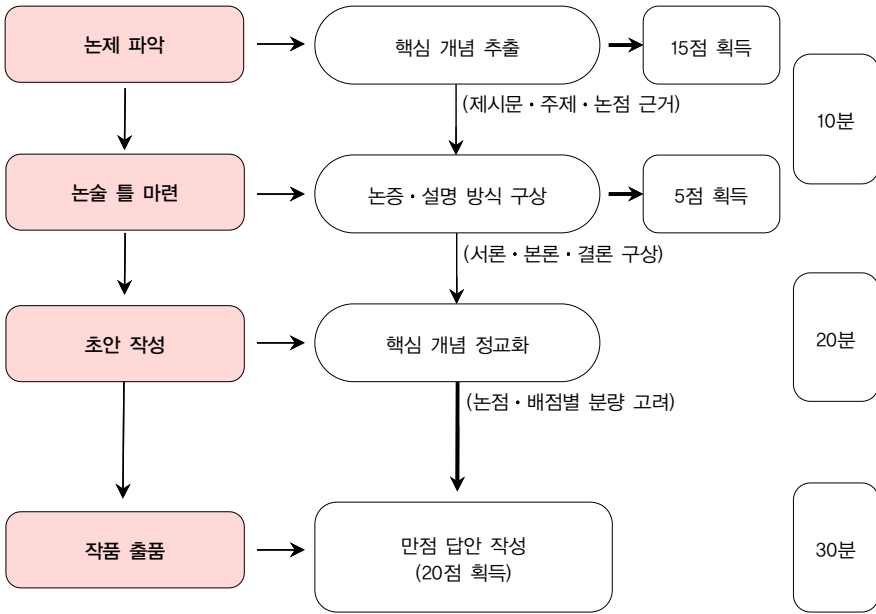 논제 파악
핵심 개념 추출
15점 획득
(제시문·주제·논점 근거)
10분
논술 틀 마련
논증·설명 방식 구상
5점 획득
(서론·본론·결론 구상)
초안 작성
핵심 개념 정교화
20분
(논점·배점별 분량 고려)
작품 출품
만점 답안 작성
(20점 획득)
30분